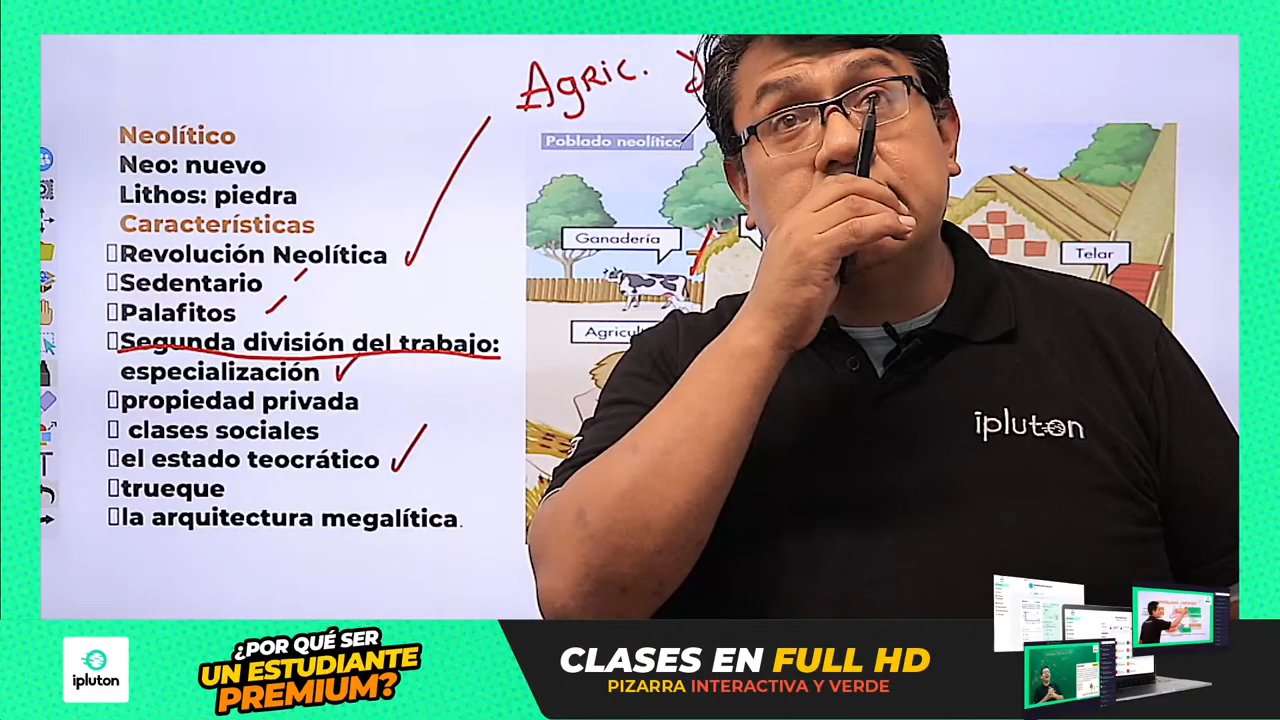 Agric. y
Neolítico
Neo: nuevo
Lithos: piedra
Características
Revolución Neolítica
Sedentario
Palafitos
Segunda división del trabajo:
especialización
propiedad privada
clases sociales
el estado teocrático
trueque
la arquitectura megalítica.
Poblado neolítico
Ganadería
Telar
Agricul
ipluton
ipluton
¿POR QUÉ SER
UN ESTUDIANTE
PREMIUM?
CLASES EN FULL HD
PIZARRA INTERACTIVA Y VERDE